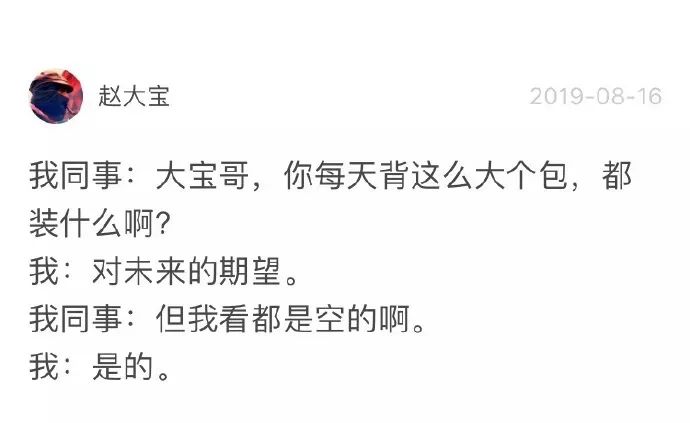 赵大宝
2019-08-16
我同事：大宝哥，你每天背这么大个包，都
装什么啊？
我：对未来的期望。
我同事：但我看都是空的啊。
我：是的。